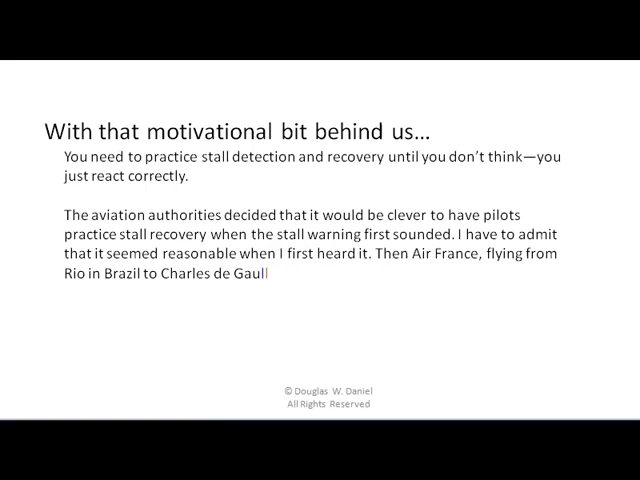 With that motivational bit behind us…
You need to practice stall detection and recovery until you don't think—you
just react correctly.
The aviation authorities decided that it would be clever to have pilots
practice stall recovery when the stall warning first sounded. I have to admit
that it seemed reasonable when I first heard it. Then Air France, flying from
Rio in Brazil to Charles de Gaull
© Douglas W. Daniel
All Rights Reserved